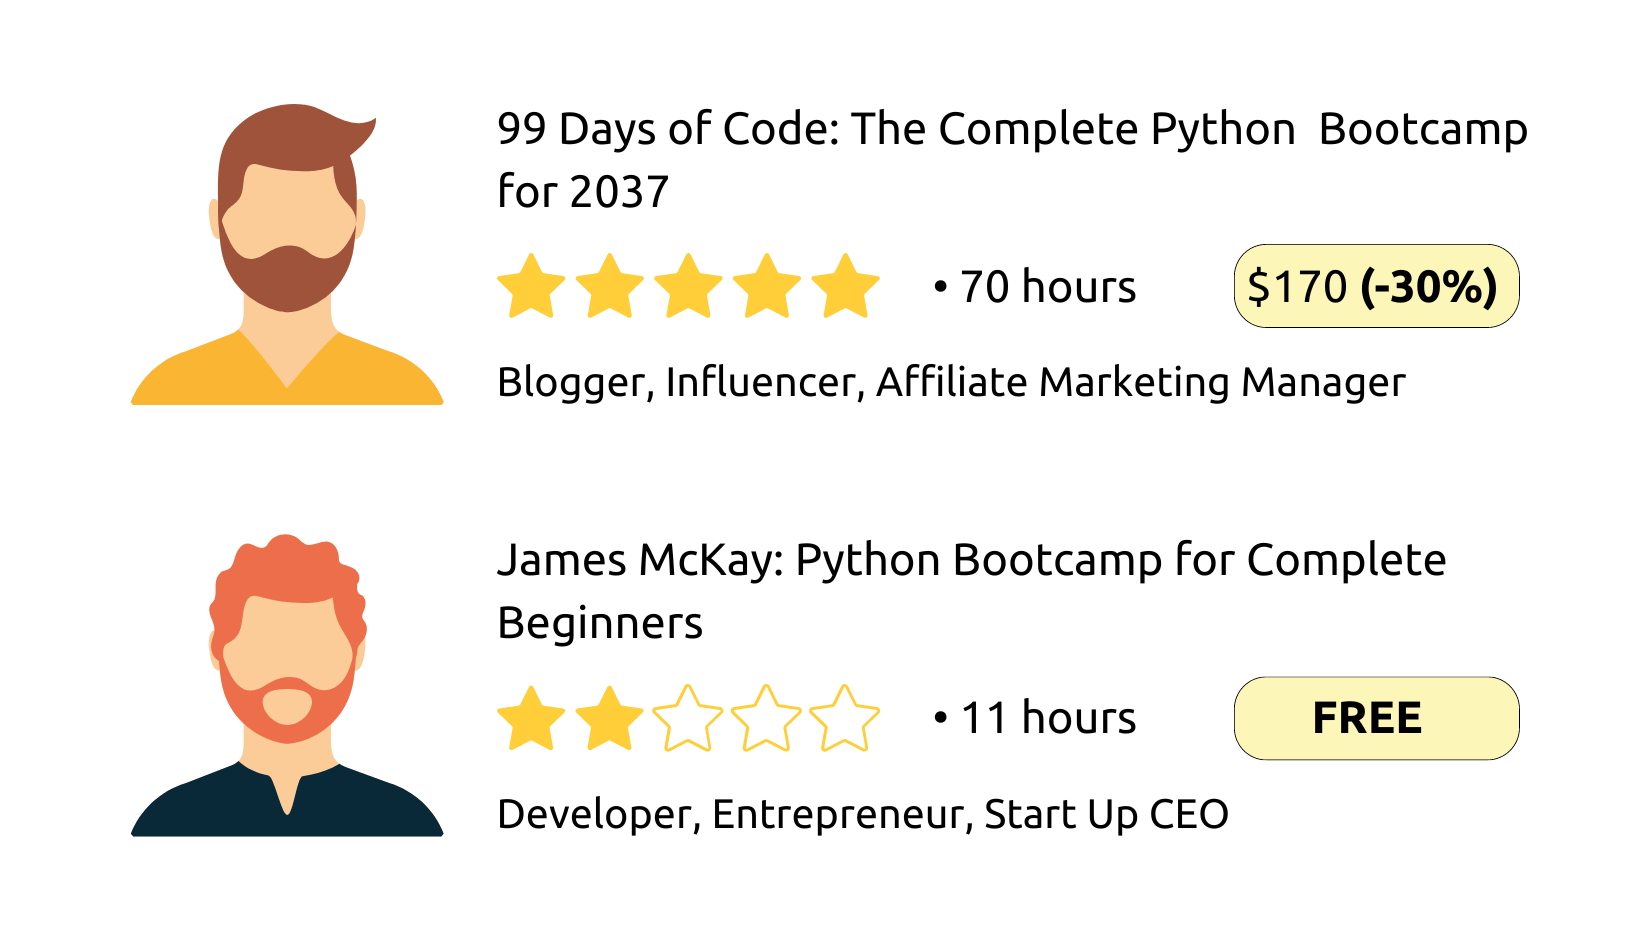 99 Days of Code: The Complete Python  Bootcamp
for 2037
• 70 hours
$170 (-30%)
Blogger, Influencer, Affiliate Marketing Manager
James McKay: Python Bootcamp for Complete
Beginners
• 11 hours
FREE
Developer, Entrepreneur, Start Up CEO